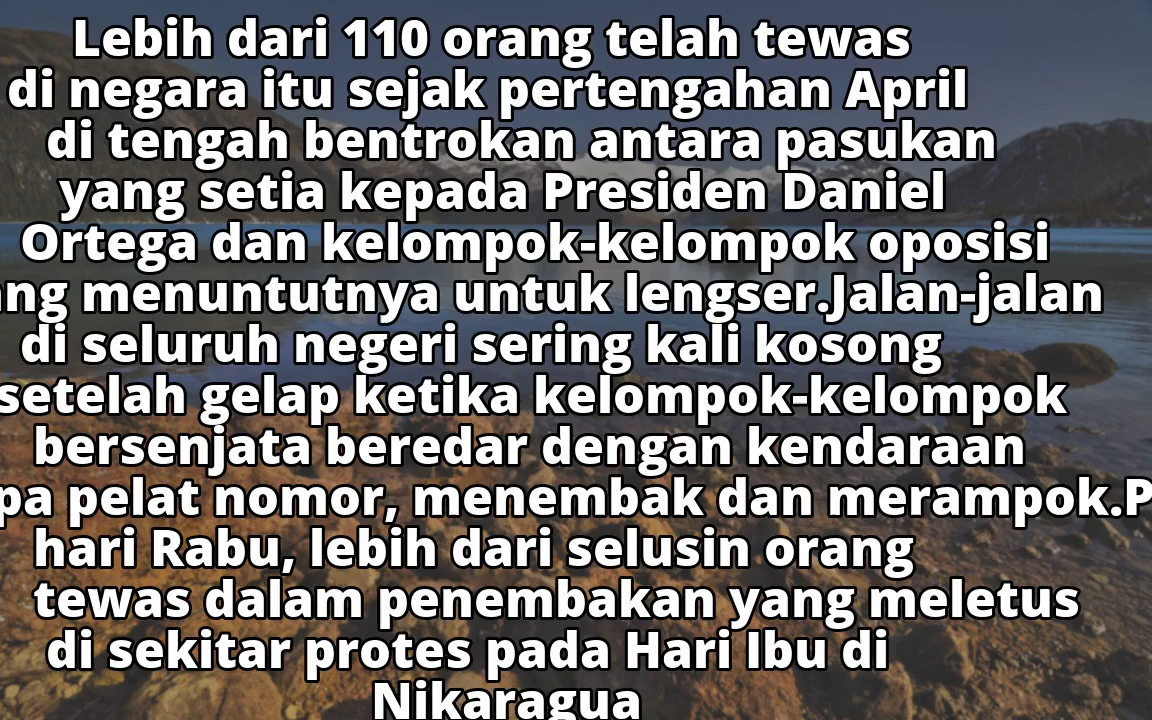 Lebih dari 110 orang telah tewas
di negara itu sejak pertengahan April
di tengah bentrokan antara pasukan
yang setia kepada Presiden Daniel
Ortega dan kelompok-kelompok oposisi
menuntutnya untuk lengser.Jalan-jalan
di seluruh negeri sering kali kosong
setelah gelap ketika kelompok-kelompok
bersenjata beredar dengan kendaraan
pelat nomor, menembak dan merampok.
hari Rabu, lebih dari selusin orang
tewas dalam penembakan yang meletus
di sekitar protes pada Hari Ibu di
Nikaragua